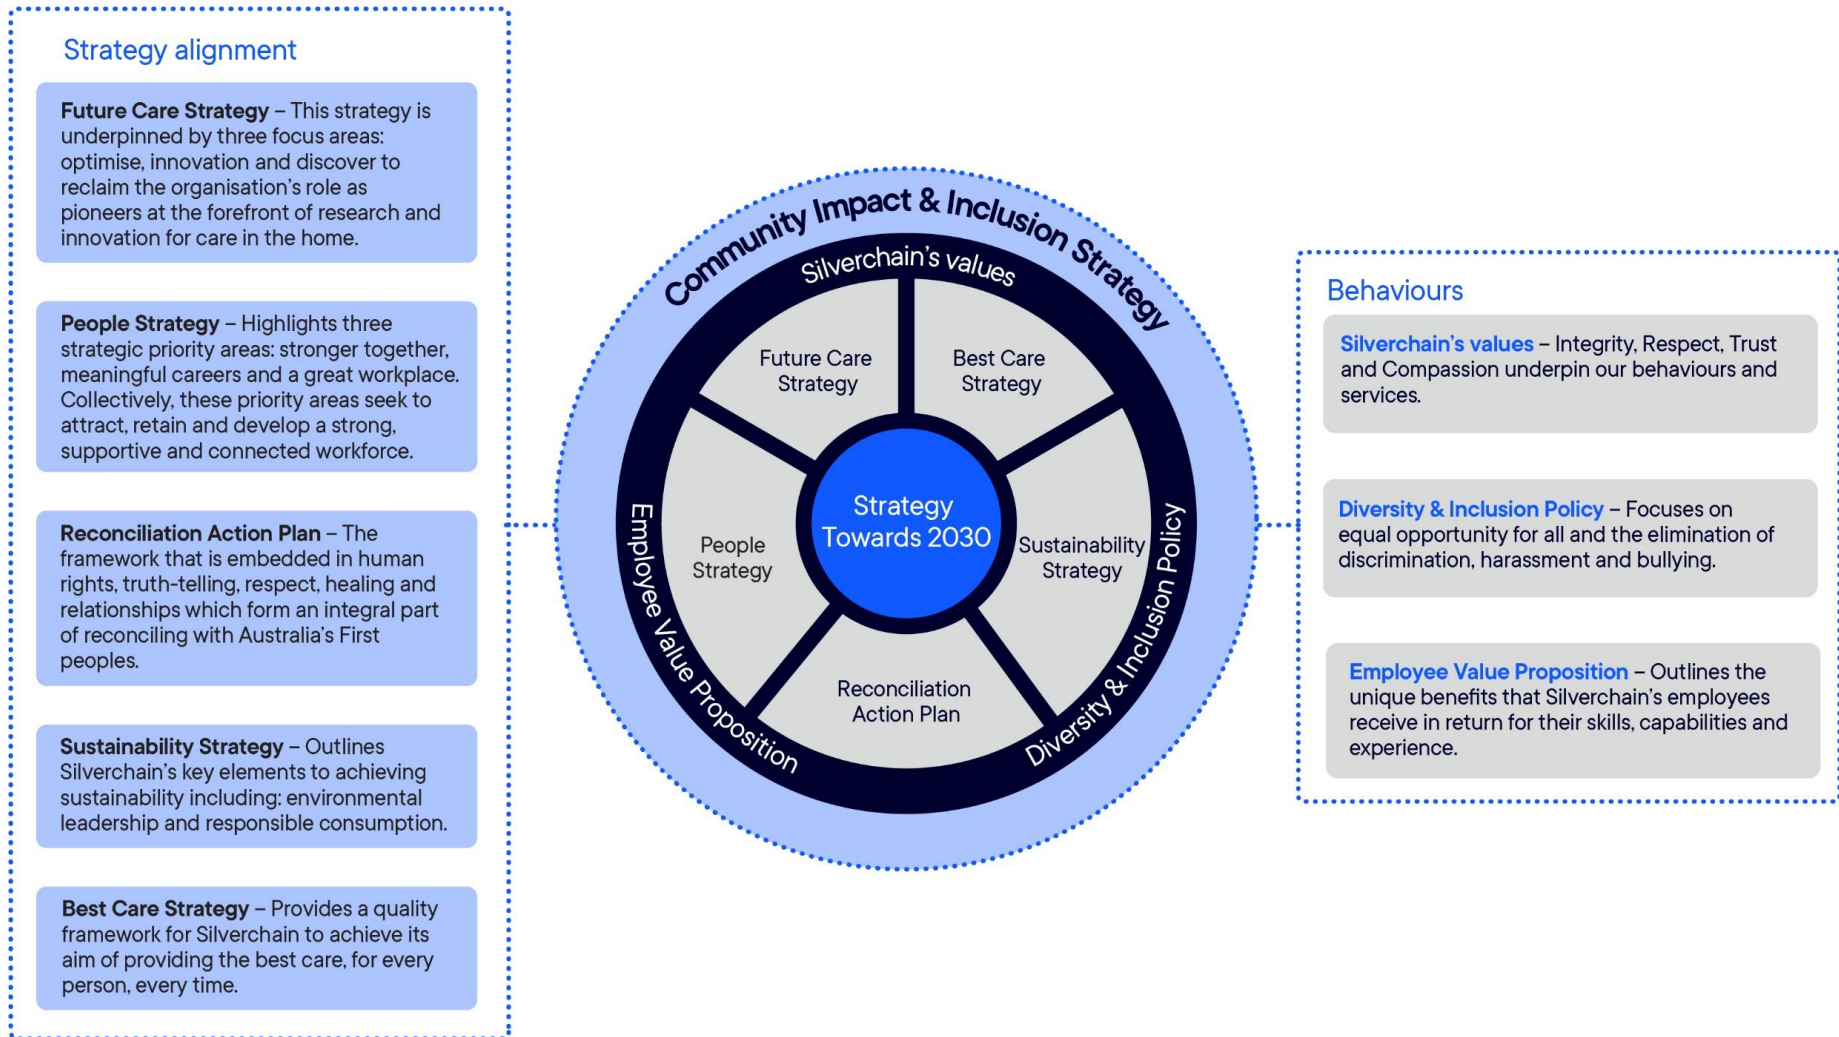 Strategy alignment
Future Care Strategy – This strategy is
underpinned by three focus areas:
optimise, innovation and discover to
reclaim the organisation's role as
pioneers at the forefront of research and
innovation for care in the home.
People Strategy – Highlights three
strategic priority areas: stronger together,
meaningful careers and a great workplace.
Collectively, these priority areas seek to
attract, retain and develop a strong,
supportive and connected workforce.
Reconciliation Action Plan – The
framework that is embedded in human
rights, truth-telling, respect, healing and
relationships which form an integral part
of reconciling with Australia's First
peoples.
Sustainability Strategy – Outlines
Silverchain's key elements to achieving
sustainability including: environmental
leadership and responsible consumption.
Best Care Strategy – Provides a quality
framework for Silverchain to achieve its
aim of providing the best care, for every
person, every time.
Community Impact & Inclusion Strategy
Silverchain's values
Future Care
Strategy
Best Care
Strategy
People
Strategy
Strategy
Towards 2030
Sustainability
Strategy
Reconciliation
Action Plan
Employee Value Proposition
Diversity & Inclusion Policy
Behaviours
Silverchain's values – Integrity, Respect, Trust
and Compassion underpin our behaviours and
services.
Diversity & Inclusion Policy – Focuses on
equal opportunity for all and the elimination of
discrimination, harassment and bullying.
Employee Value Proposition – Outlines the
unique benefits that Silverchain's employees
receive in return for their skills, capabilities and
experience.